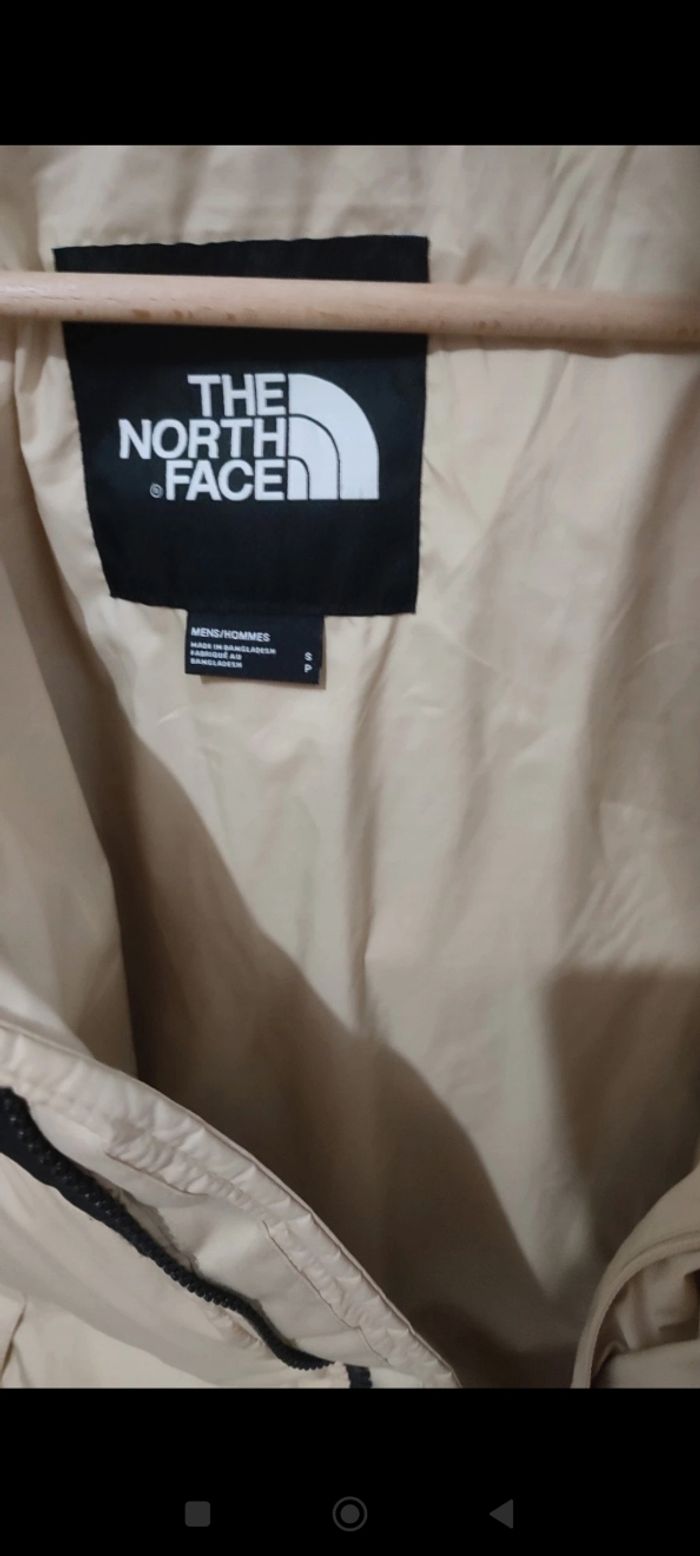 THE
NORTH
® FACE
MENS/HOMMES
MADE IN BANGLADESH
FABRIQUÉ AU
BANGLADESH
S
P